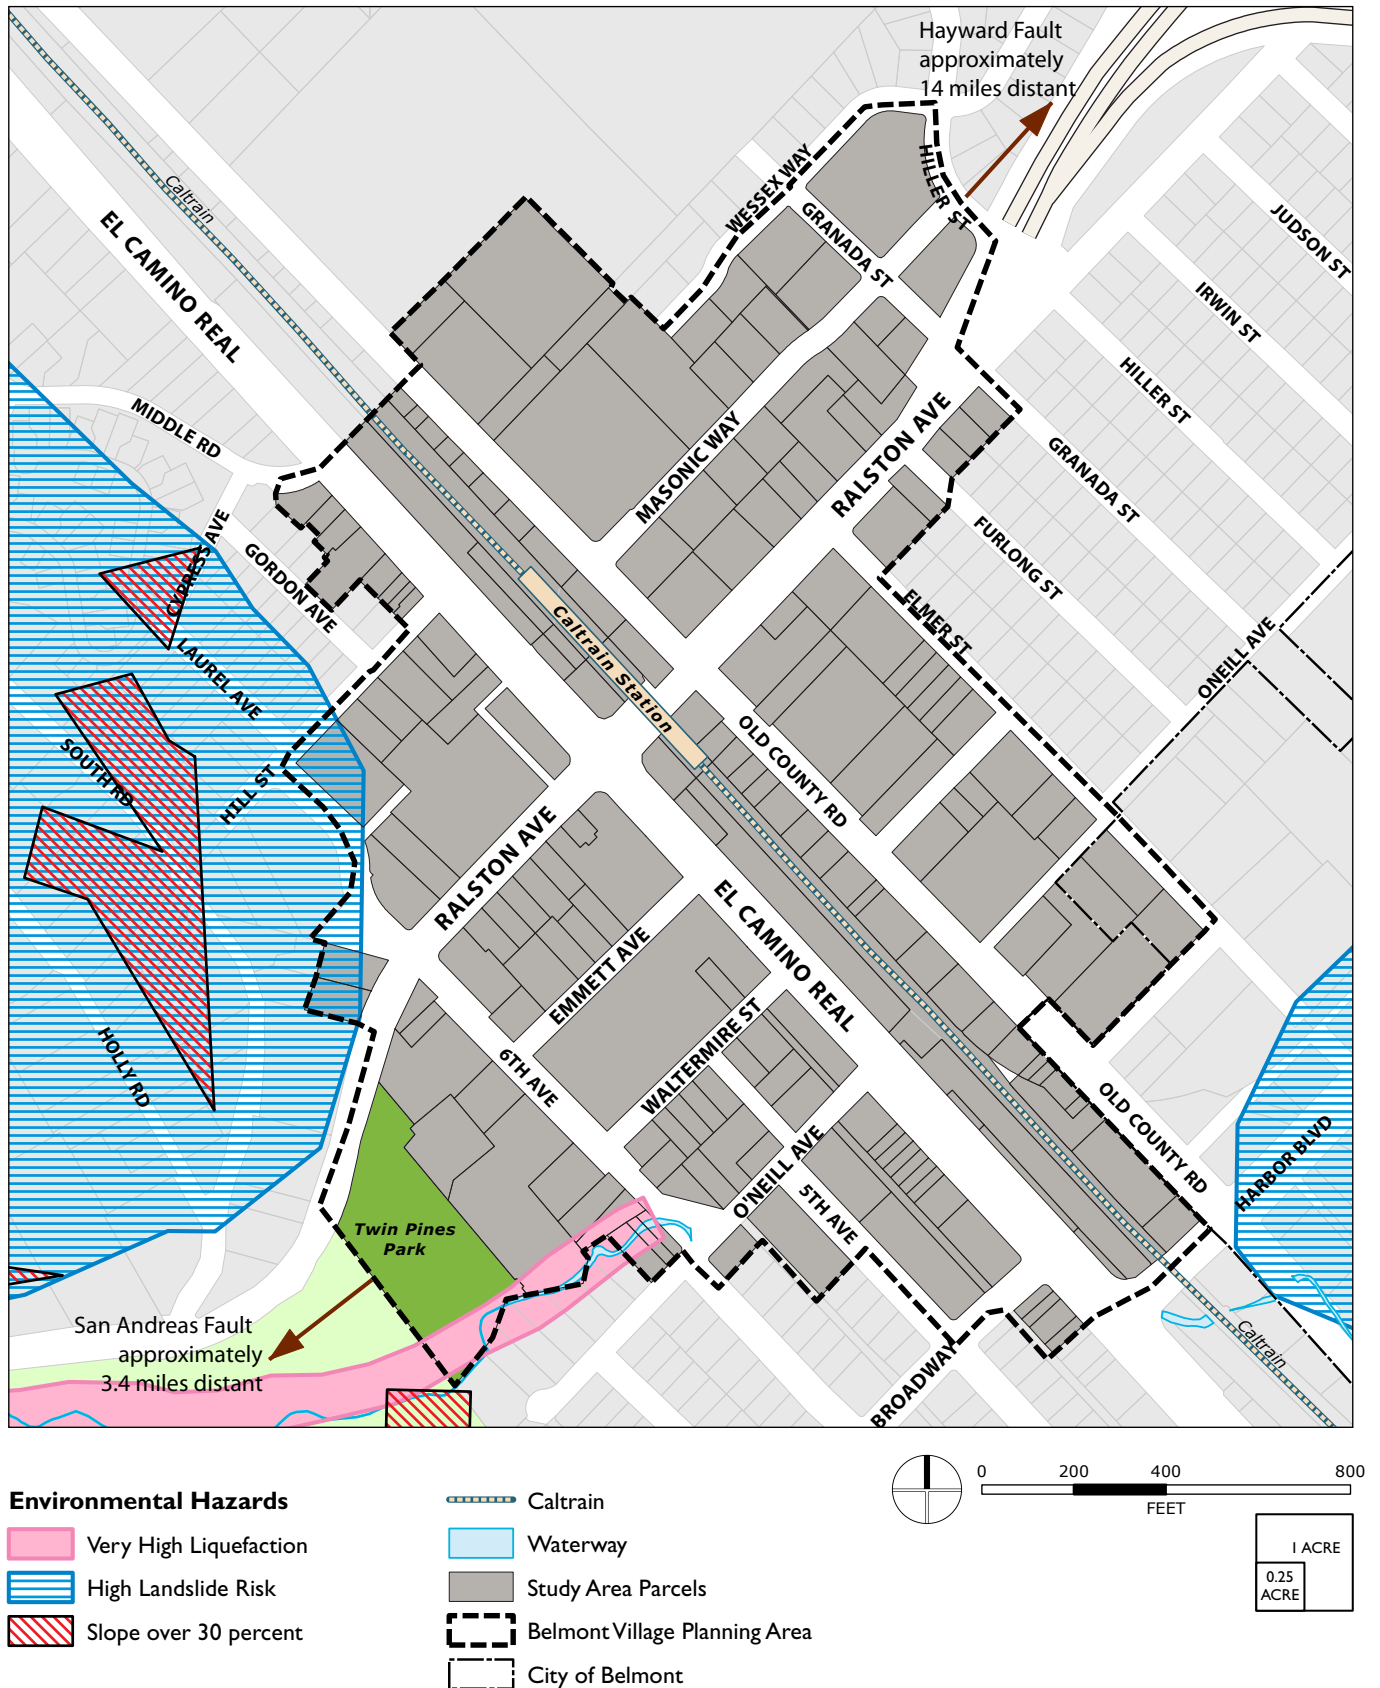 Hayward Fault
approximately
14 miles distant
Caltrain
EL CAMINO REAL
WESSEX WAY
HILLER ST
GRANADA ST
JUDSON ST
IRWIN ST
HILLER ST
GRANADA ST
MIDDLE RD
MASONIC WAY
RALSTON AVE
FURLONG ST
CYPRESS AVE
GORDON AVE
ELMER ST
ONEILL AVE
LAUREL AVE
Caltrain Station
SOUTH RD
HILL ST
OLD COUNTY RD
RALSTON AVE
EL CAMINO REAL
EMMETT AVE
WALTERMIRE ST
HOLLY RD
6TH AVE
OLD COUNTY RD
HARBOR BLVD
O'NEILL AVE
5TH AVE
Twin Pines
Park
San Andreas Fault
approximately
3.4 miles distant
Caltrain
BROADWAY
Environmental Hazards
Very High Liquefaction
High Landslide Risk
Slope over 30 percent
Caltrain
Waterway
Study Area Parcels
Belmont Village Planning Area
City of Belmont
0 200 400 800
FEET
1 ACRE
0.25
ACRE